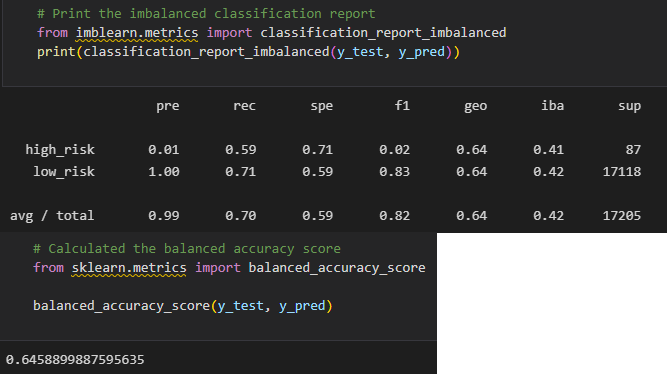 # Print the imbalanced classification report
from imblearn.metrics import classification_report_imbalanced
print(classification_report_imbalanced(y_test, y_pred))
pre rec spe f1 geo iba sup
high_risk 0.01 0.59 0.71 0.02 0.64 0.41 87
low_risk 1.00 0.71 0.59 0.83 0.64 0.42 17118
avg / total 0.99 0.70 0.59 0.82 0.64 0.42 17205
# Calculated the balanced accuracy score
from sklearn.metrics import balanced_accuracy_score
balanced_accuracy_score(y_test, y_pred)
0.6458899887595635